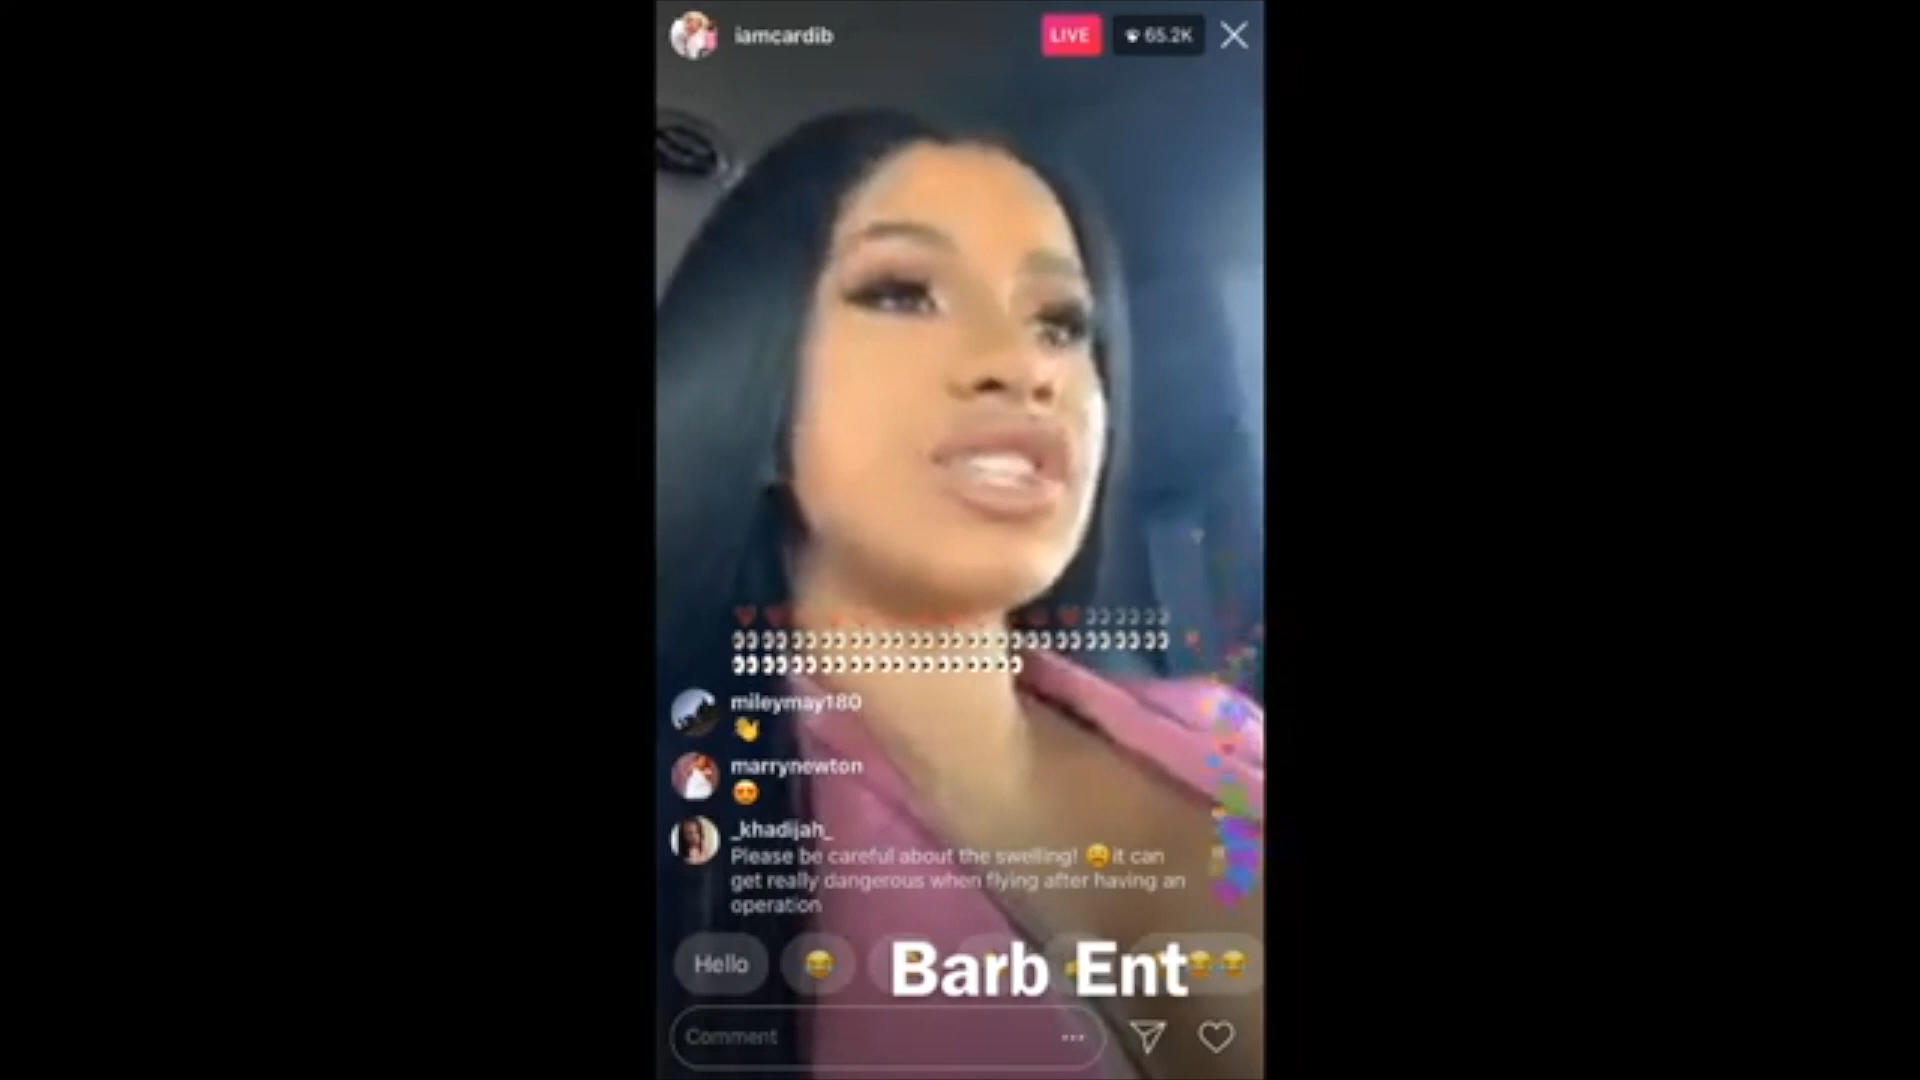 iamcardib
LIVE
65.2K
❤️ 👀👀👀
👀👀👀👀👀👀👀👀👀👀👀👀👀👀👀
👀👀👀👀👀👀👀👀👀👀
mileymay180
👋
marrynewton
😍
_khadijah_
Please be careful about the swelling! 😩it can
get really dangerous when flying after having an
operation
Hello 😂
Barb Ent
Comment